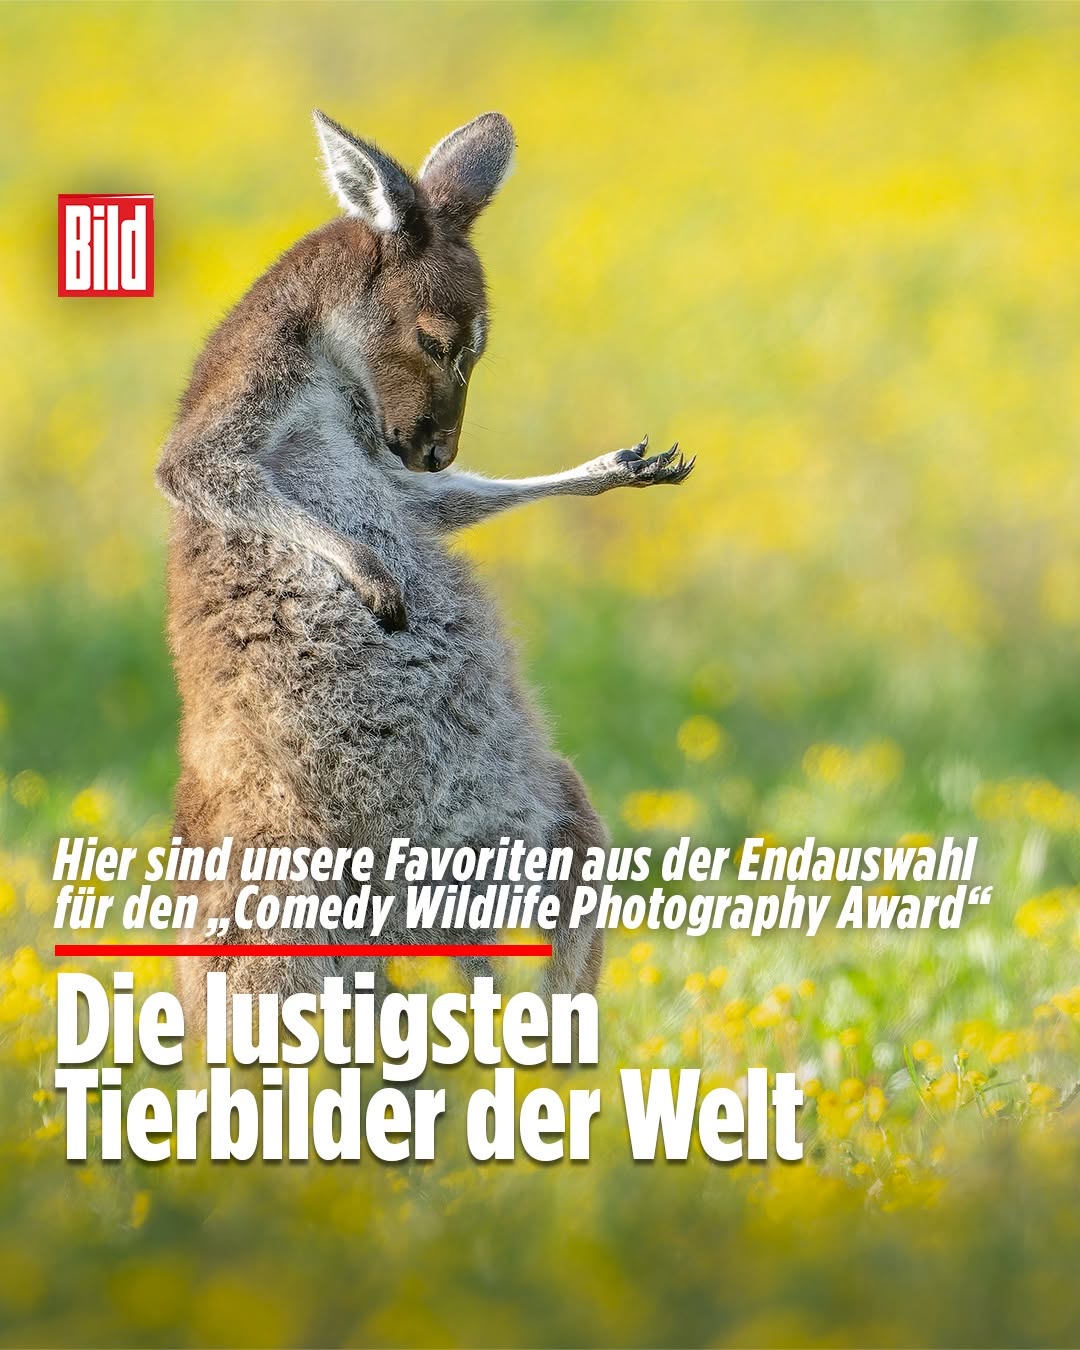 Bild
Hier sind unsere Favoriten aus der Endauswahl
für den „Comedy Wildlife Photography Award“
Die lustigsten
Tierbilder der Welt